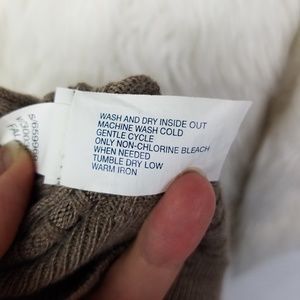 WASH AND DRY INSIDE OUT
MACHINE WASH COLD
GENTLE CYCLE
ONLY NON-CHLORINE BLEACH
WHEN NEEDED
TUMBLE DRY LOW
WARM IRON